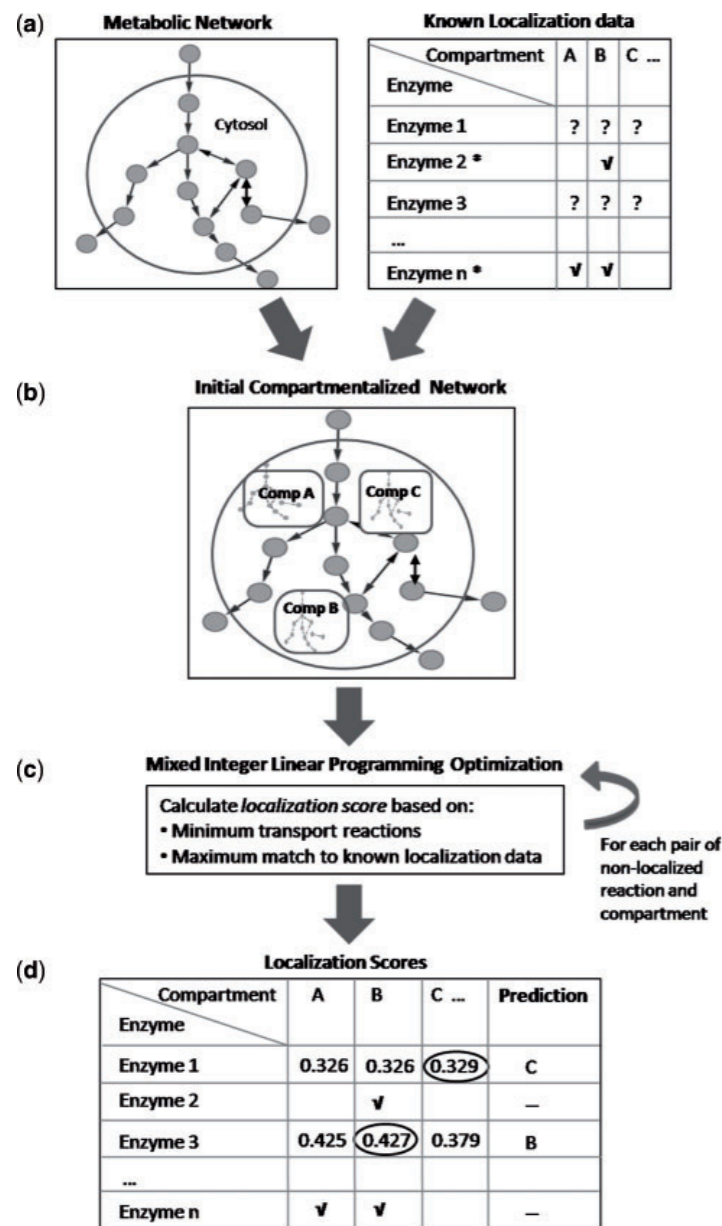 (a)
Metabolic Network
Cytosol
Known Localization data
Compartment A B C ...
Enzyme
Enzyme 1 ? ? ?
Enzyme 2 * √
Enzyme 3 ? ? ?
...
Enzyme n * √ √
(b)
Initial Compartmentalized Network
Comp A
Comp C
Comp B
(c)
Mixed Integer Linear Programming Optimization
Calculate localization score based on:
• Minimum transport reactions
• Maximum match to known localization data
For each pair of
non-localized
reaction and
compartment
(d)
Localization Scores
Compartment A B C ... Prediction
Enzyme
Enzyme 1 0.326 0.326 0.329 C
Enzyme 2 √ –
Enzyme 3 0.425 0.427 0.379 B
...
Enzyme n √ √ –